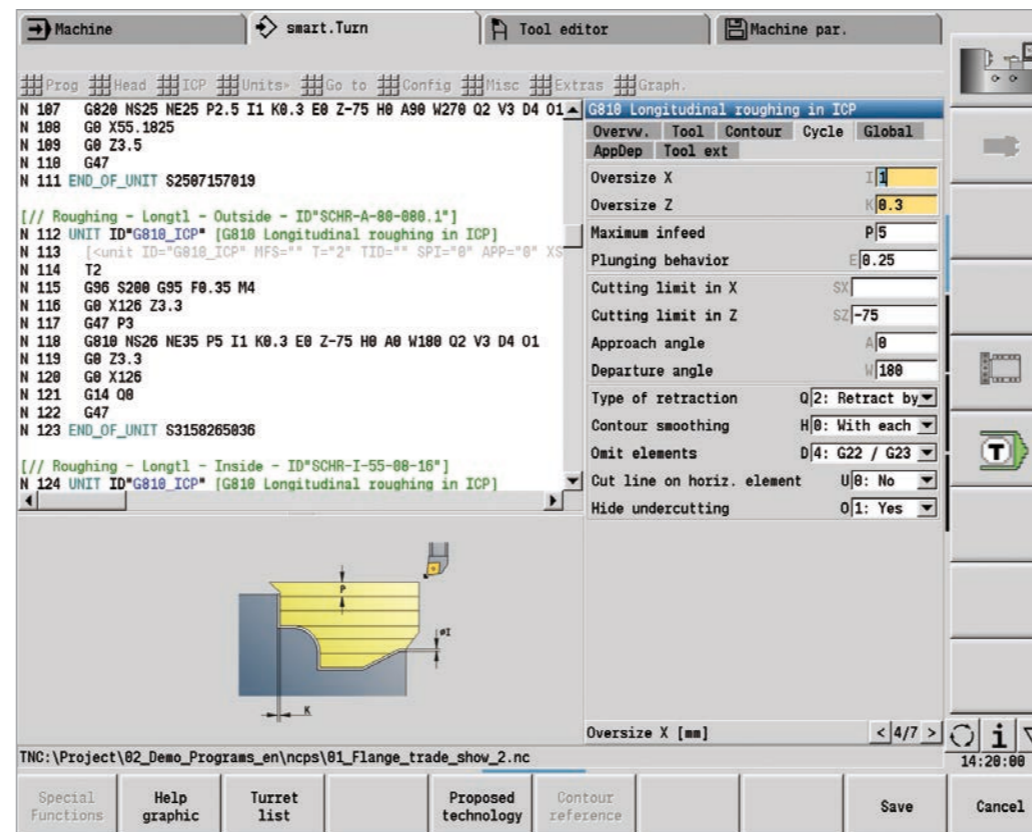 Machine
smart.Turn
Tool editor
Machine par.
Prog Head ICP Units» Go to Config Misc Extras Graph.
N 107 G820 NS25 NE25 P2.5 I1 K0.3 E0 Z-75 H0 A90 W270 Q2 V3 D4 O1
N 108 G0 X55.1825
N 109 G0 Z3.5
N 110 G47
N 111 END_OF_UNIT S2507157019
[// Roughing - Longtl - Outside - ID"SCHR-A-80-080.1"]
N 112 UNIT ID"G810_ICP" [G810 Longitudinal roughing in ICP]
N 113 [<unit ID="G810_ICP" MFS="" T="2" TID="" SPI="0" APP="0" XS
N 114 T2
N 115 G96 S200 G95 F0.35 M4
N 116 G0 X126 Z3.3
N 117 G47 P3
N 118 G810 NS26 NE35 P5 I1 K0.3 E0 Z-75 H0 A0 W180 Q2 V3 D4 O1
N 119 G0 Z3.3
N 120 G0 X126
N 121 G14 Q0
N 122 G47
N 123 END_OF_UNIT S3158265036
[// Roughing - Longtl - Inside - ID"SCHR-I-55-08-16"]
N 124 UNIT ID"G810_ICP" [G810 Longitudinal roughing in ICP]
G810 Longitudinal roughing in ICP
Overvw. Tool Contour Cycle Global
AppDep Tool ext
Oversize X I 1
Oversize Z K 0.3
Maximum infeed P 5
Plunging behavior E 0.25
Cutting limit in X SX
Cutting limit in Z SZ -75
Approach angle A 0
Departure angle W 180
Type of retraction Q 2: Retract by
Contour smoothing H 0: With each
Omit elements D 4: G22 / G23
Cut line on horiz. element U 0: No
Hide undercutting O 1: Yes
P
øI
K
Oversize X [mm] < 4/7 >
TNC:\Project\02_Demo_Programs_en\ncps\01_Flange_trade_show_2.nc
T
i
14:20:00
Special Functions
Help graphic
Turret list
Proposed technology
Contour reference
Save
Cancel